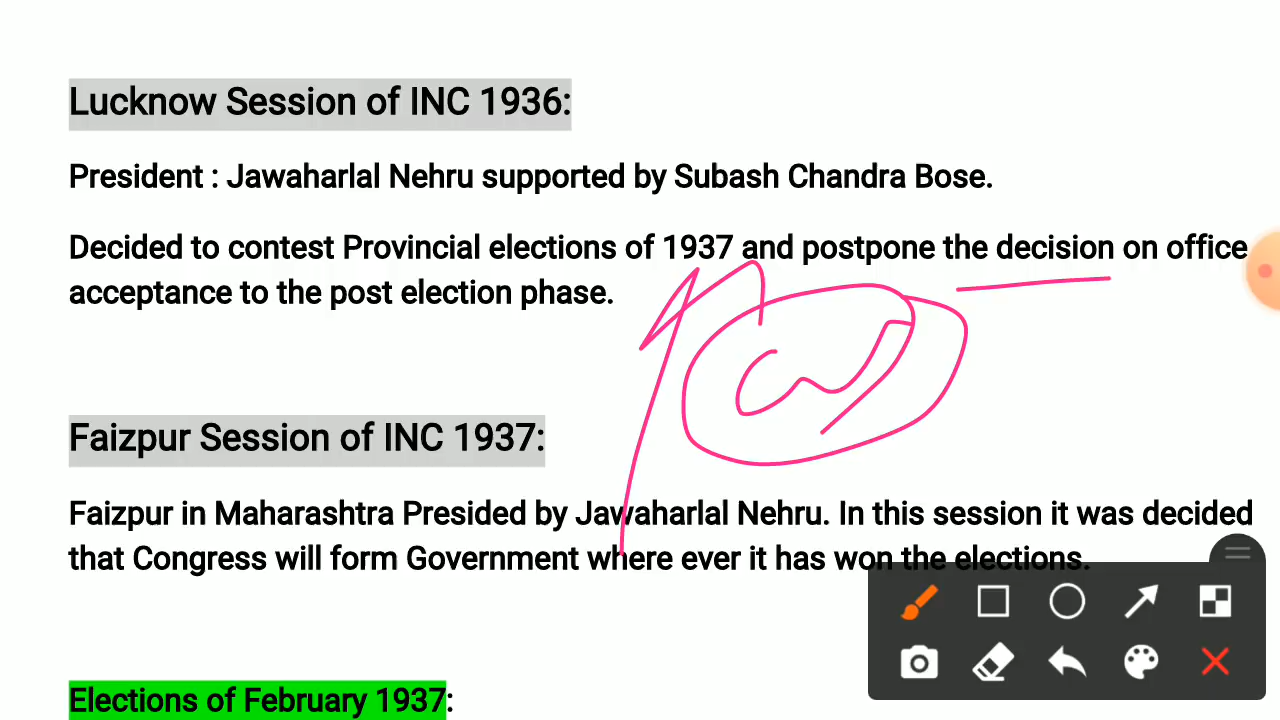 Lucknow Session of INC 1936:
President : Jawaharlal Nehru supported by Subash Chandra Bose.
Decided to contest Provincial elections of 1937 and postpone the decision on office
acceptance to the post election phase.
Faizpur Session of INC 1937:
Faizpur in Maharashtra Presided by Jawaharlal Nehru. In this session it was decided
that Congress will form Government where ever it has won the elections.
Elections of February 1937: